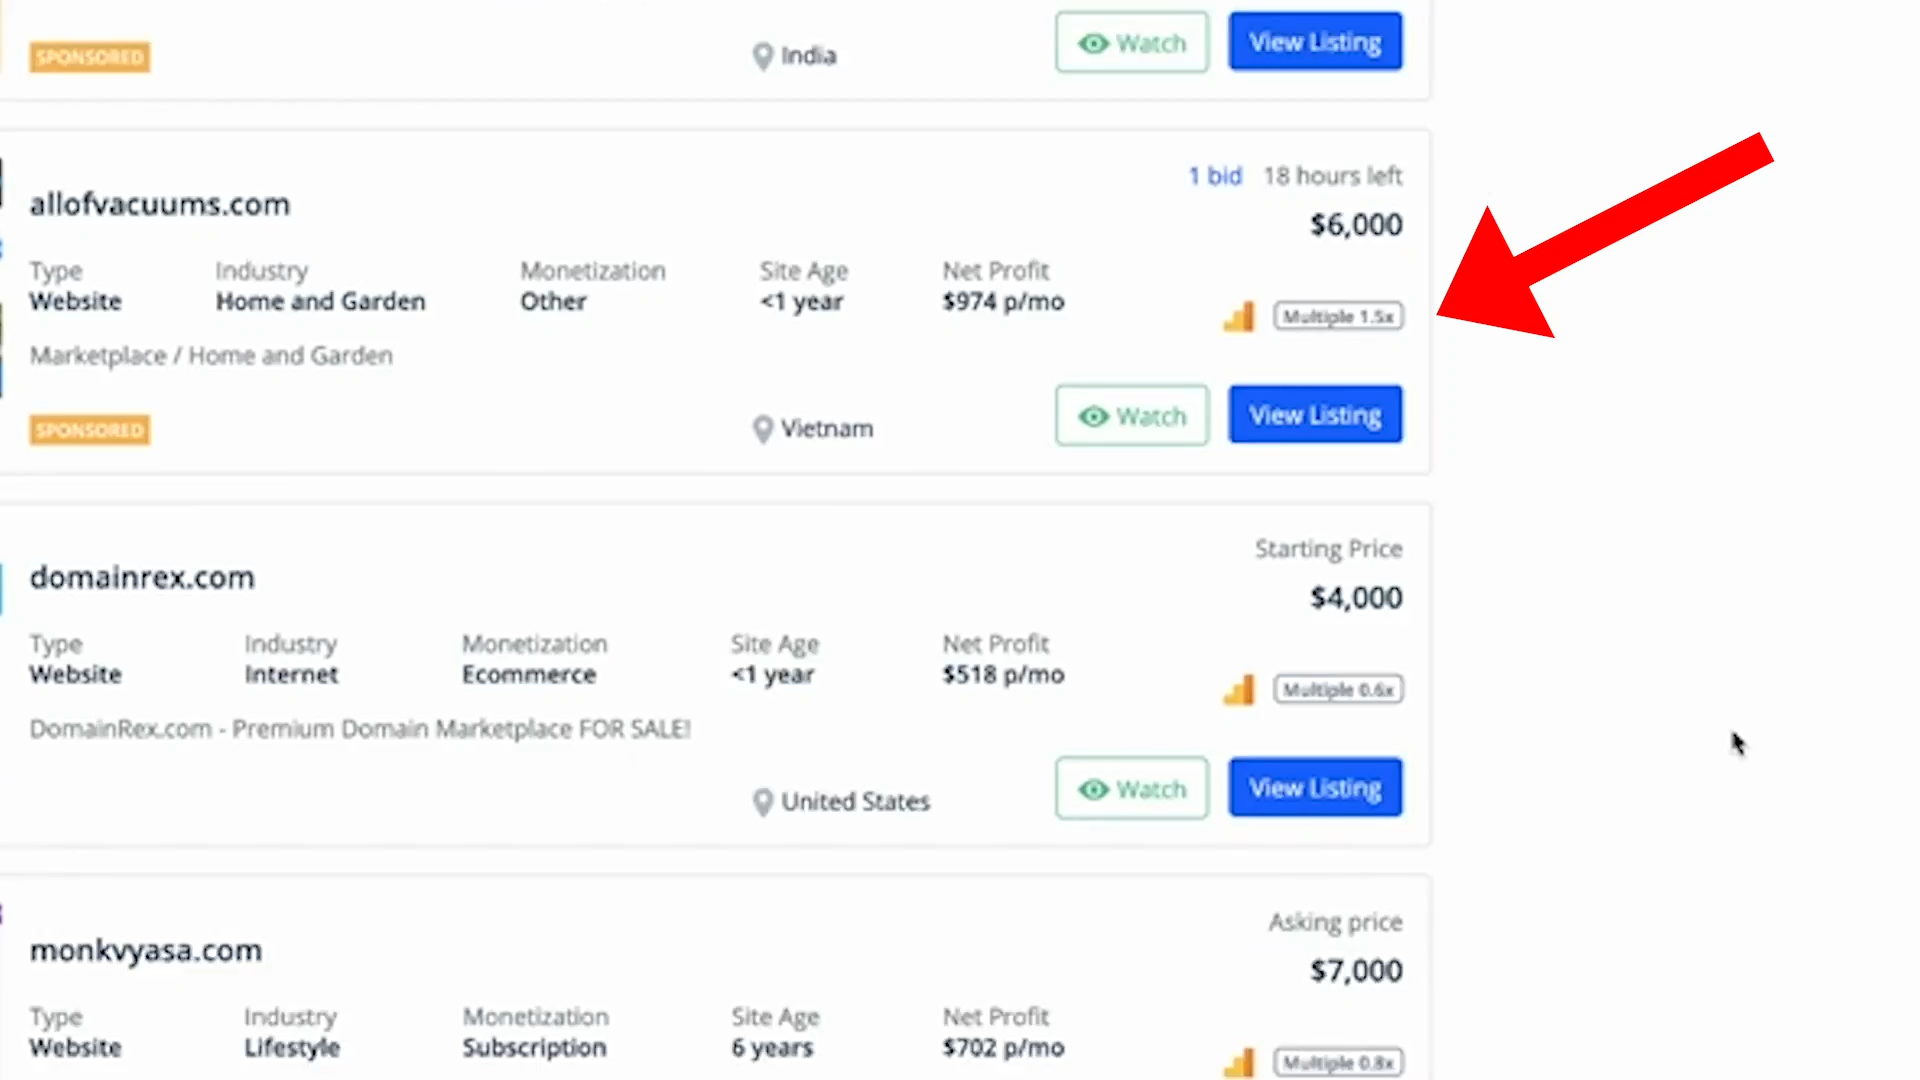 SPONSORED
India
Watch
View Listing
1 bid 18 hours left
allofvacuums.com
$6,000
Type Industry Monetization Site Age Net Profit
Website Home and Garden Other <1 year $974 p/mo
Multiple 1.5x
Marketplace / Home and Garden
SPONSORED
Vietnam
Watch
View Listing
Starting Price
domainrex.com
$4,000
Type Industry Monetization Site Age Net Profit
Website Internet Ecommerce <1 year $518 p/mo
Multiple 0.6x
DomainRex.com - Premium Domain Marketplace FOR SALE!
United States
Watch
View Listing
Asking price
monkvyasa.com
$7,000
Type Industry Monetization Site Age Net Profit
Website Lifestyle Subscription 6 years $702 p/mo
Multiple 0.8x